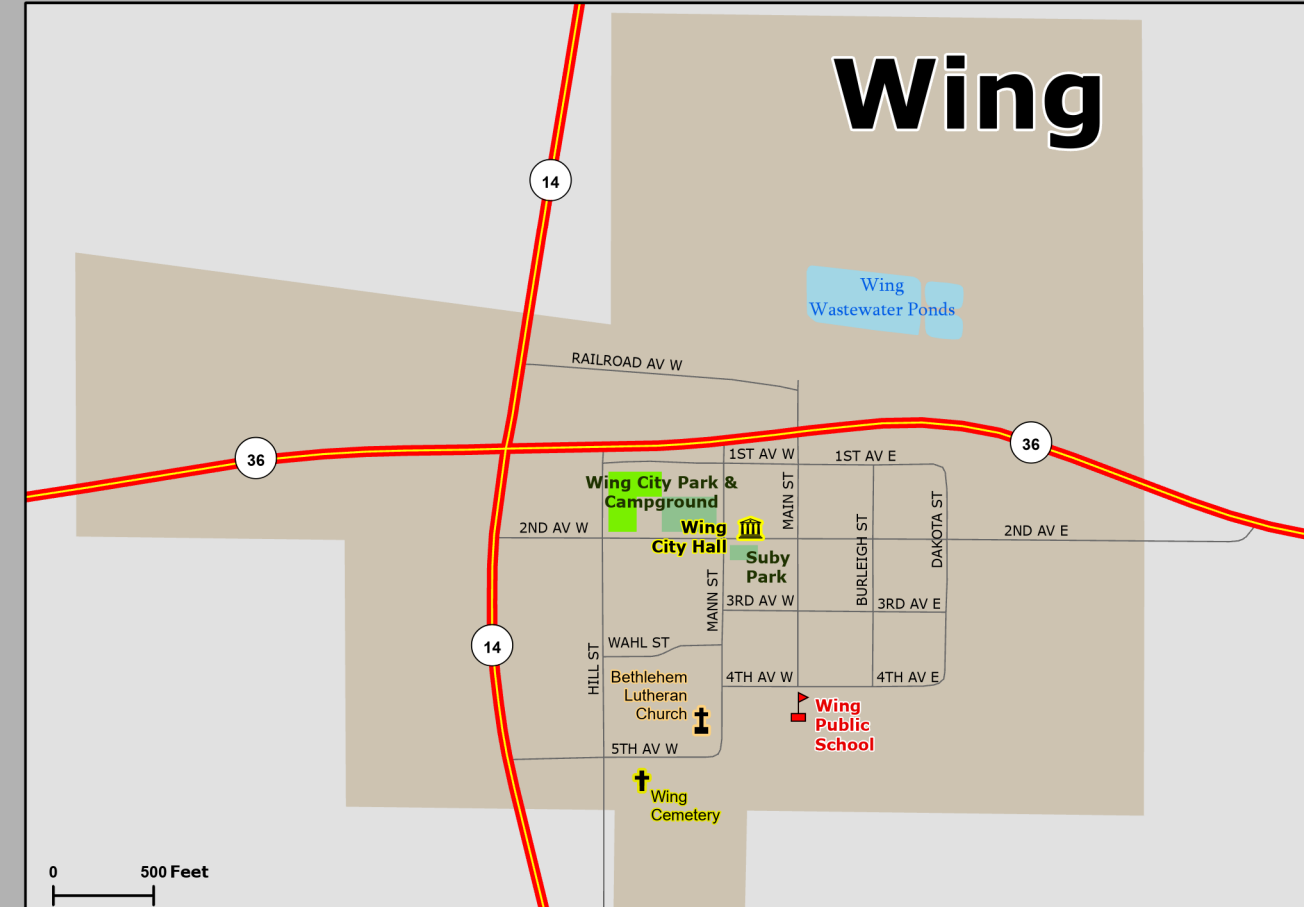 Wing
14
Wing
Wastewater Ponds
RAILROAD AV W
36
36
1ST AV W
1ST AV E
Wing City Park &
Campground
MAIN ST
DAKOTA ST
2ND AV W
Wing
City Hall
BURLEIGH ST
2ND AV E
Suby
Park
MANN ST
3RD AV W
3RD AV E
14
HILL ST
WAHL ST
Bethlehem
Lutheran
Church
4TH AV W
4TH AV E
Wing
Public
School
5TH AV W
Wing
Cemetery
0 500 Feet